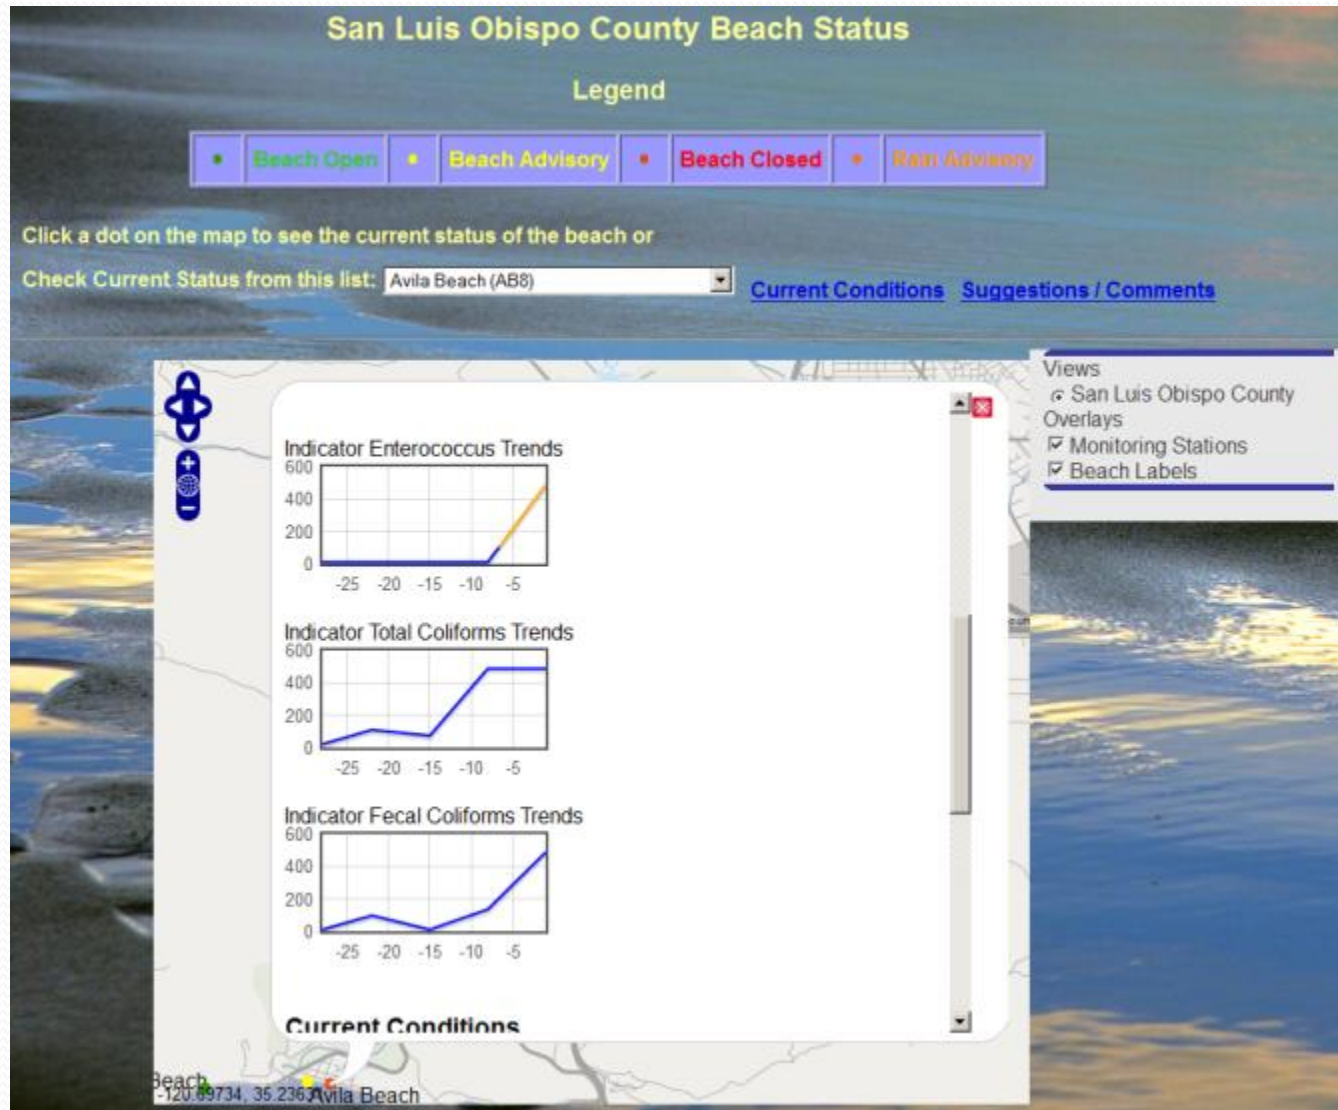 San Luis Obispo County Beach Status
Legend
Beach Open Beach Advisory Beach Closed Rain Advisory
Click a dot on the map to see the current status of the beach or
Check Current Status from this list: Avila Beach (AB8) Current Conditions Suggestions / Comments
Views
San Luis Obispo County
Overlays
Monitoring Stations
Beach Labels
Indicator Enterococcus Trends
600
400
200
0
-25 -20 -15 -10 -5
Indicator Total Coliforms Trends
600
400
200
0
-25 -20 -15 -10 -5
Indicator Fecal Coliforms Trends
600
400
200
0
-25 -20 -15 -10 -5
Current Conditions
Beach
Avila Beach